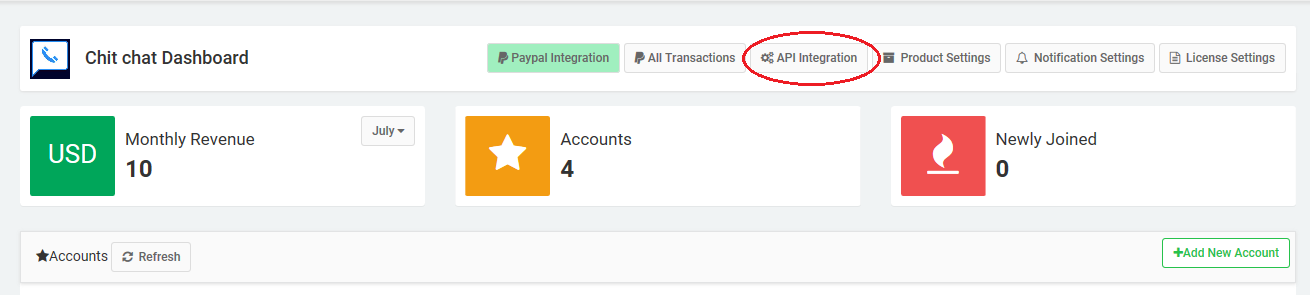 Chit chat Dashboard
Paypal Integration
All Transactions
API Integration
Product Settings
Notification Settings
License Settings
USD
Monthly Revenue
10
July
Accounts
4
Newly Joined
0
Accounts
Refresh
+Add New Account